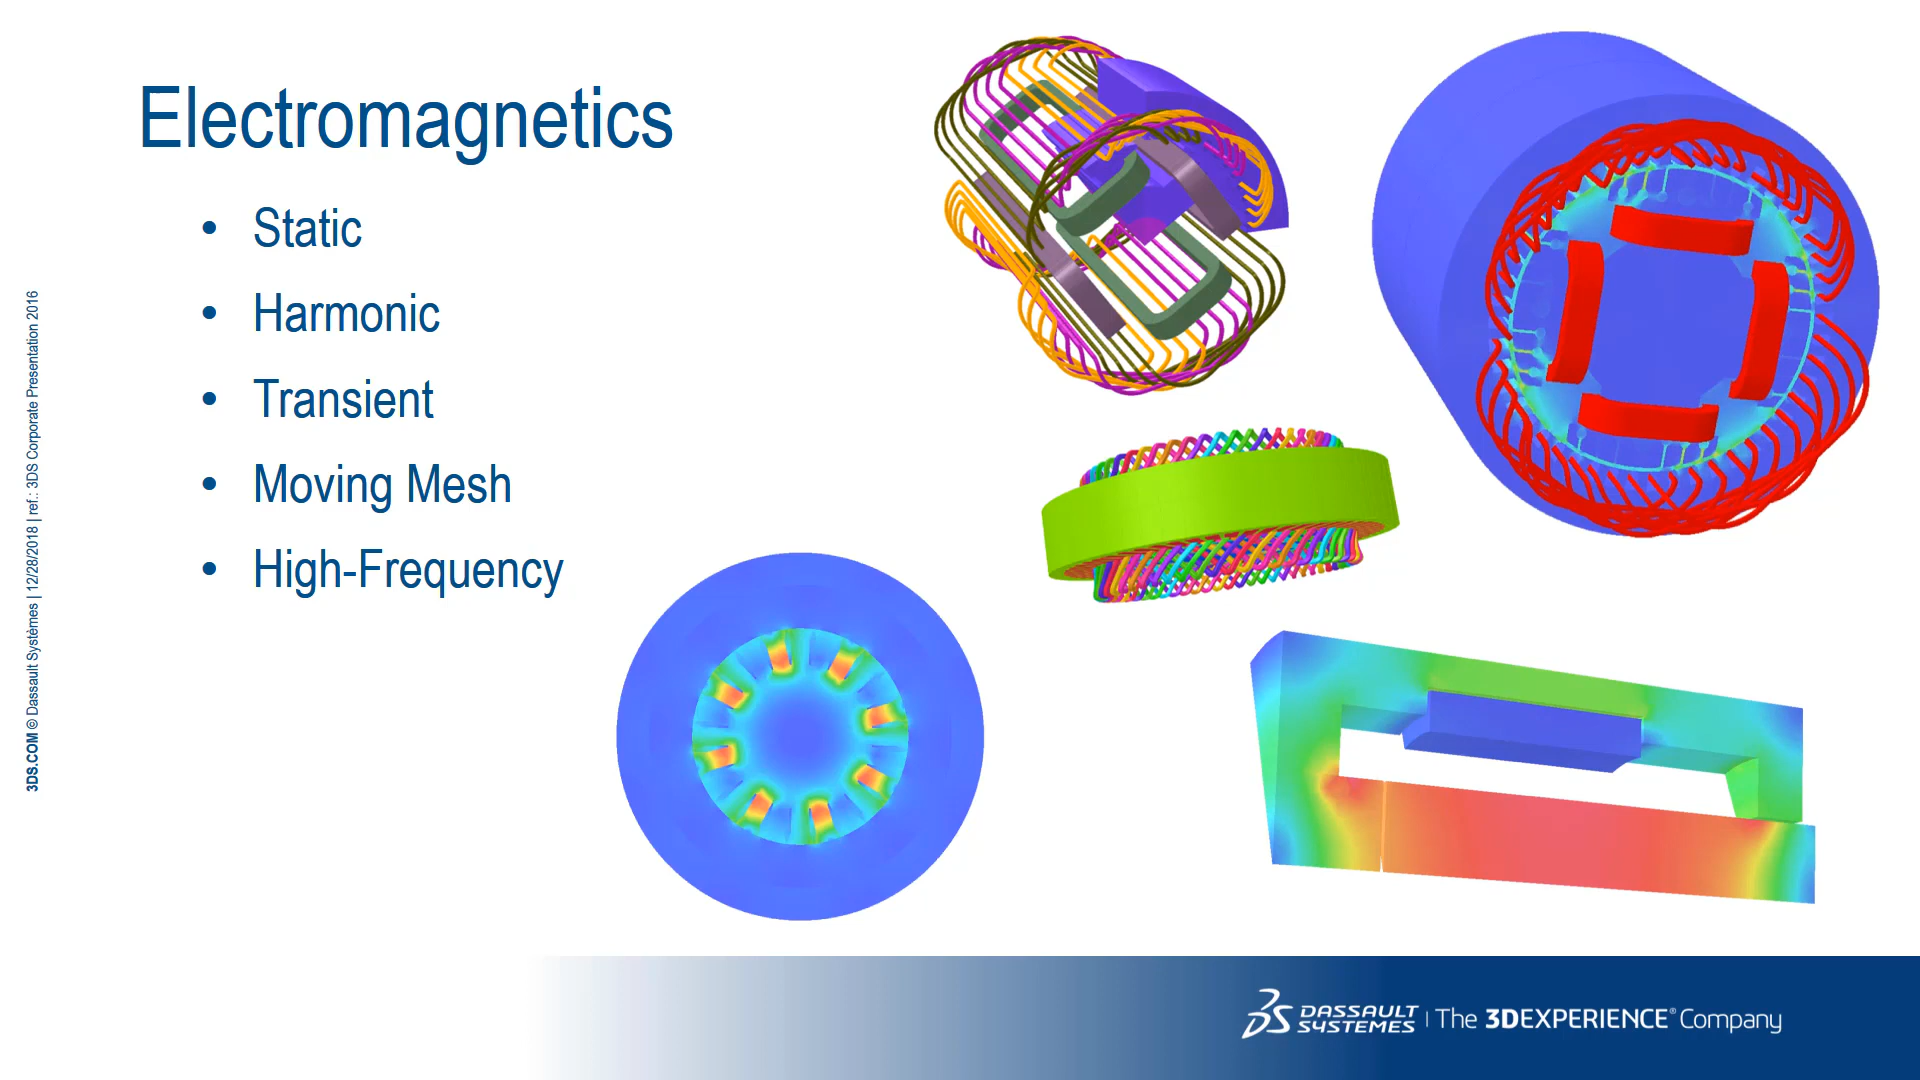 Electromagnetics
• Static
• Harmonic
• Transient
• Moving Mesh
• High-Frequency
3DS.COM © Dassault Systèmes | 12/28/2018 | ref.: 3DS Corporate Presentation 2016
DASSAULT
SYSTEMES
| The 3DEXPERIENCE® Company